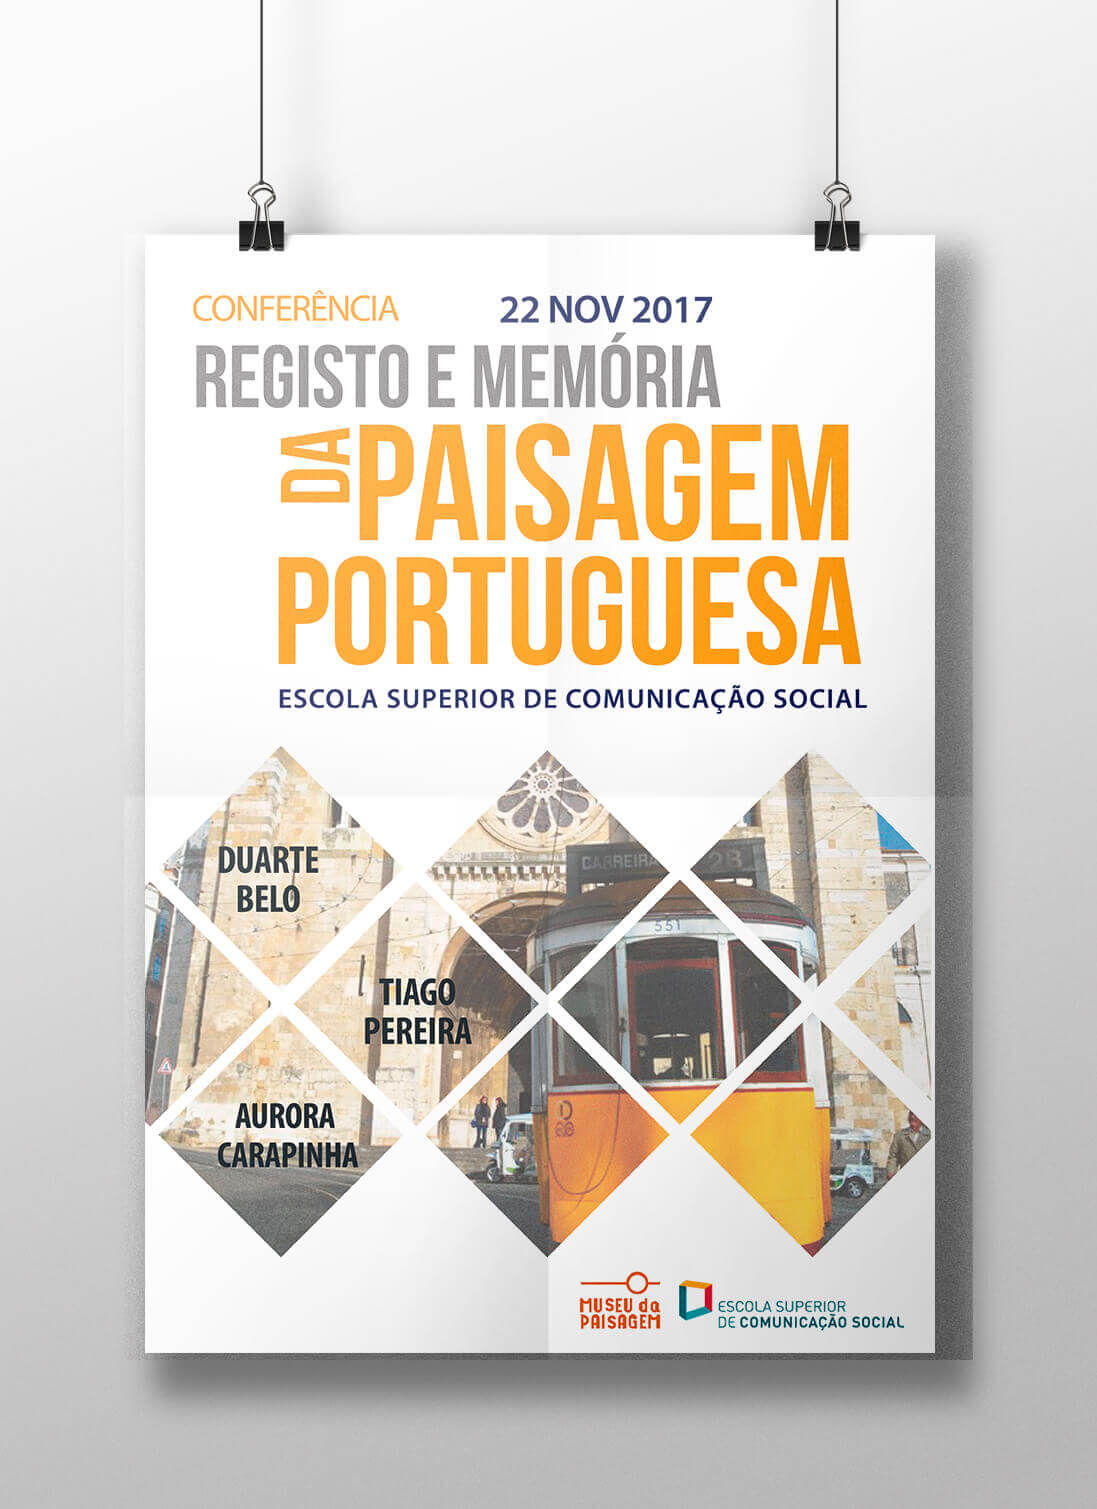 CONFERÊNCIA 22 NOV 2017
REGISTO E MEMÓRIA
DA PAISAGEM
PORTUGUESA
ESCOLA SUPERIOR DE COMUNICAÇÃO SOCIAL
DUARTE
BELO
TIAGO
PEREIRA
AURORA
CARAPINHA
CARREIRA 28
551
MUSEU da
PAISAGEM
ESCOLA SUPERIOR
DE COMUNICAÇÃO SOCIAL